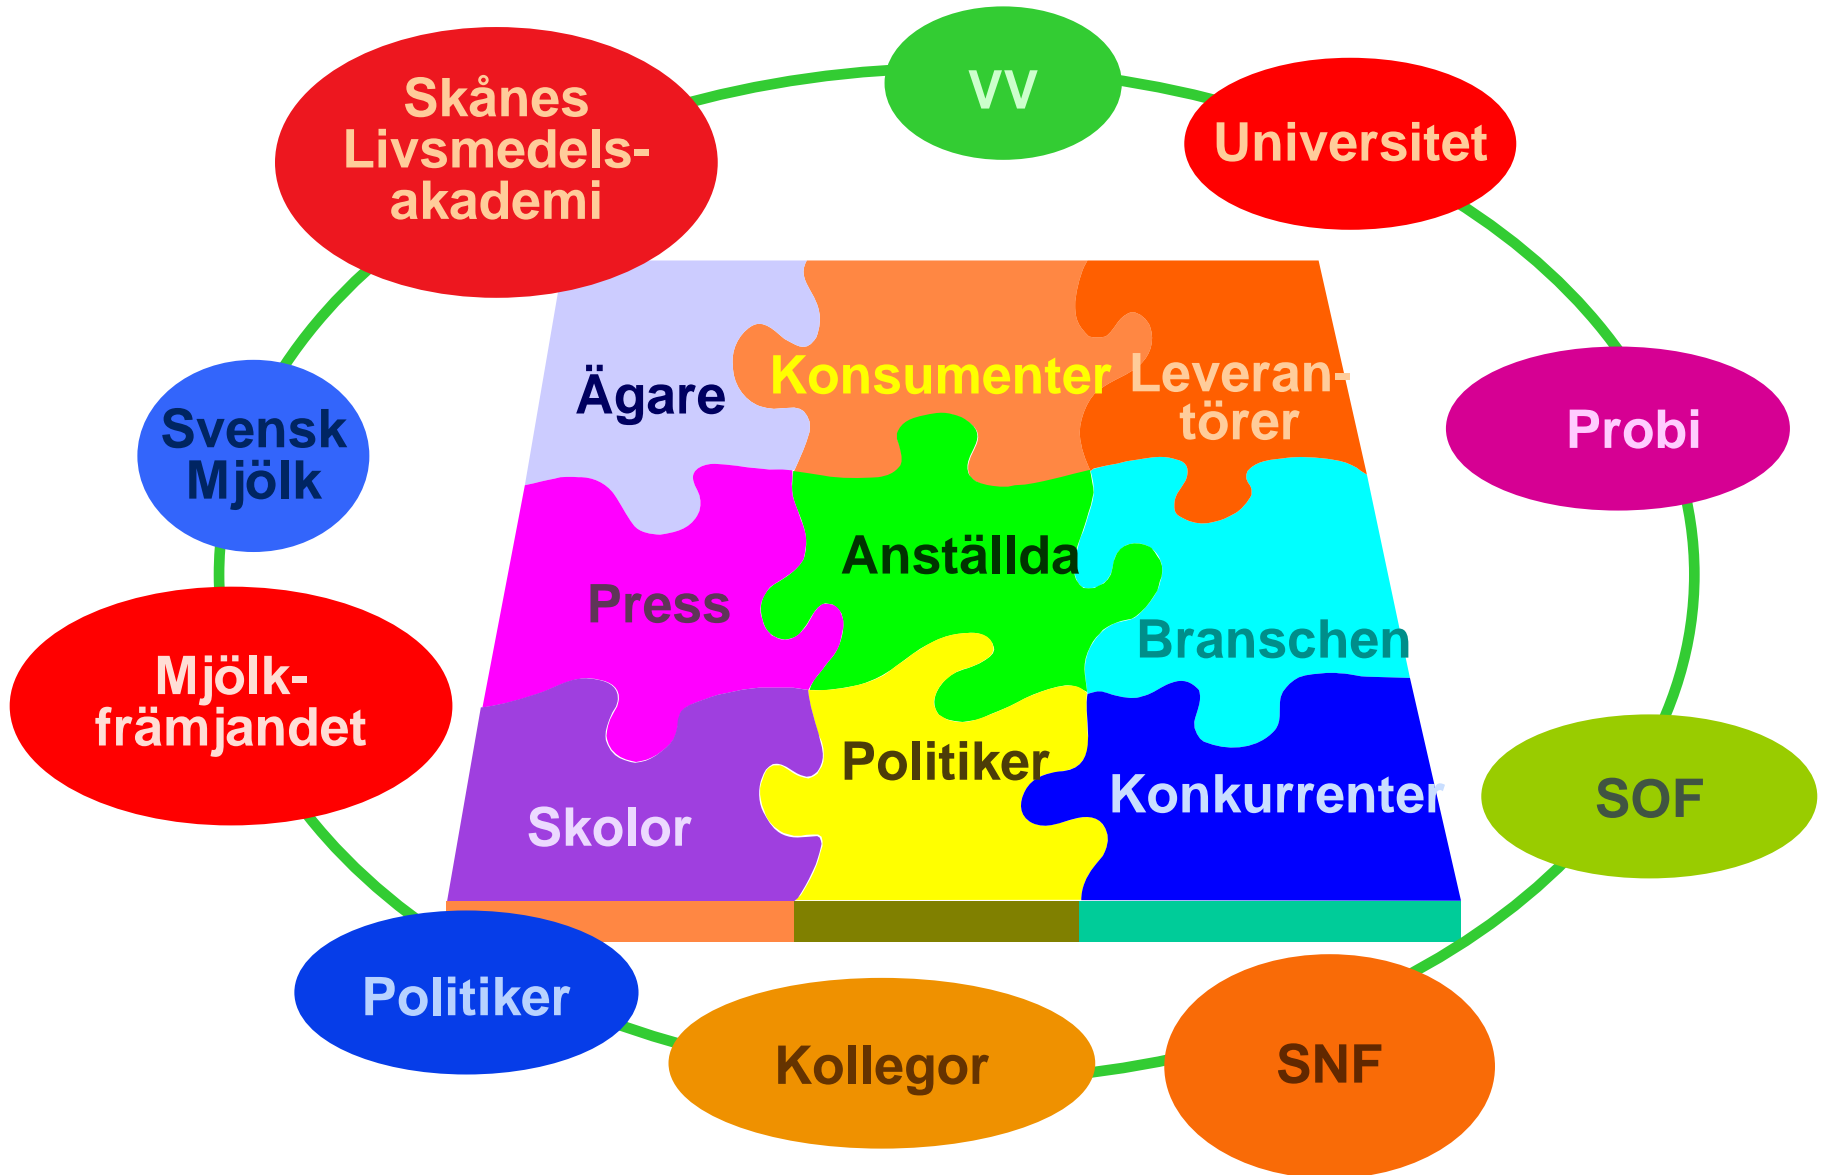 Skånes
Livsmedels-
akademi
VV
Universitet
Svensk
Mjölk
Probi
Mjölk-
främjandet
SOF
Politiker
Kollegor
SNF
Ägare
Konsumenter
Leveran-
törer
Press
Anställda
Branschen
Skolor
Politiker
Konkurrenter